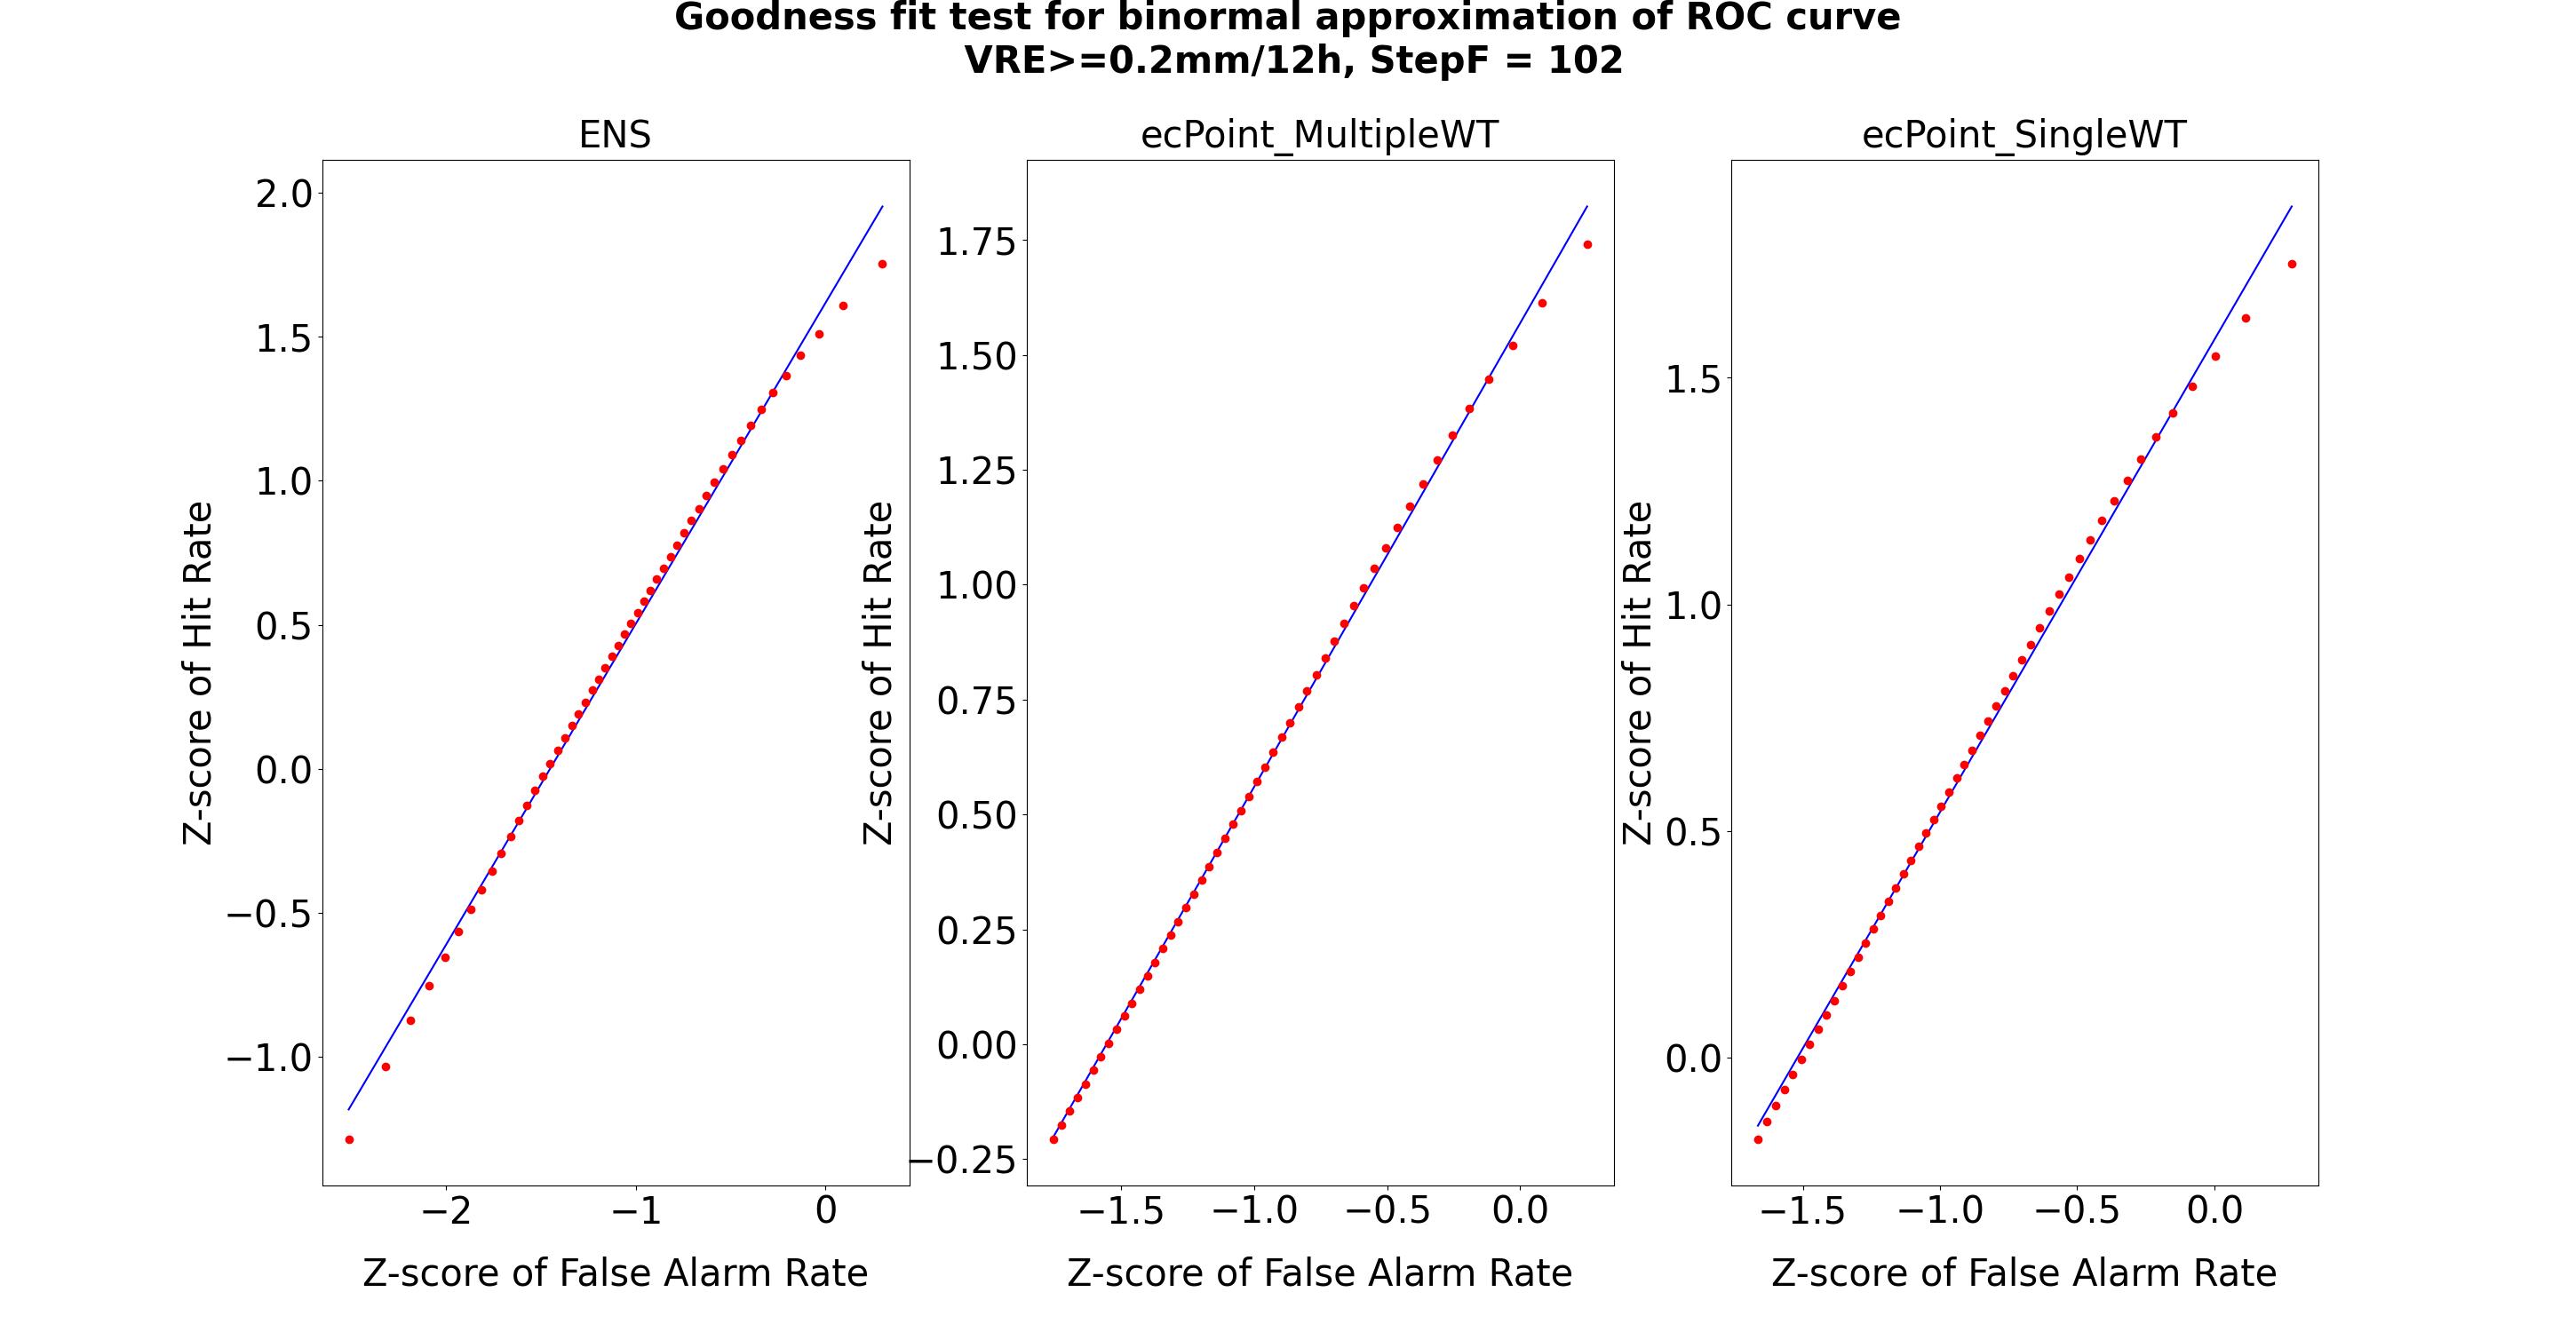 Goodness fit test for binormal approximation of ROC curve
VRE>=0.2mm/12h, StepF = 102
ENS
2.0
1.5
1.0
0.5
0.0
−0.5
−1.0
−2
−1
0
Z-score of Hit Rate
Z-score of False Alarm Rate
ecPoint_MultipleWT
1.75
1.50
1.25
1.00
0.75
0.50
0.25
0.00
−0.25
−1.5
−1.0
−0.5
0.0
Z-score of Hit Rate
Z-score of False Alarm Rate
ecPoint_SingleWT
1.5
1.0
0.5
0.0
−1.5
−1.0
−0.5
0.0
Z-score of Hit Rate
Z-score of False Alarm Rate